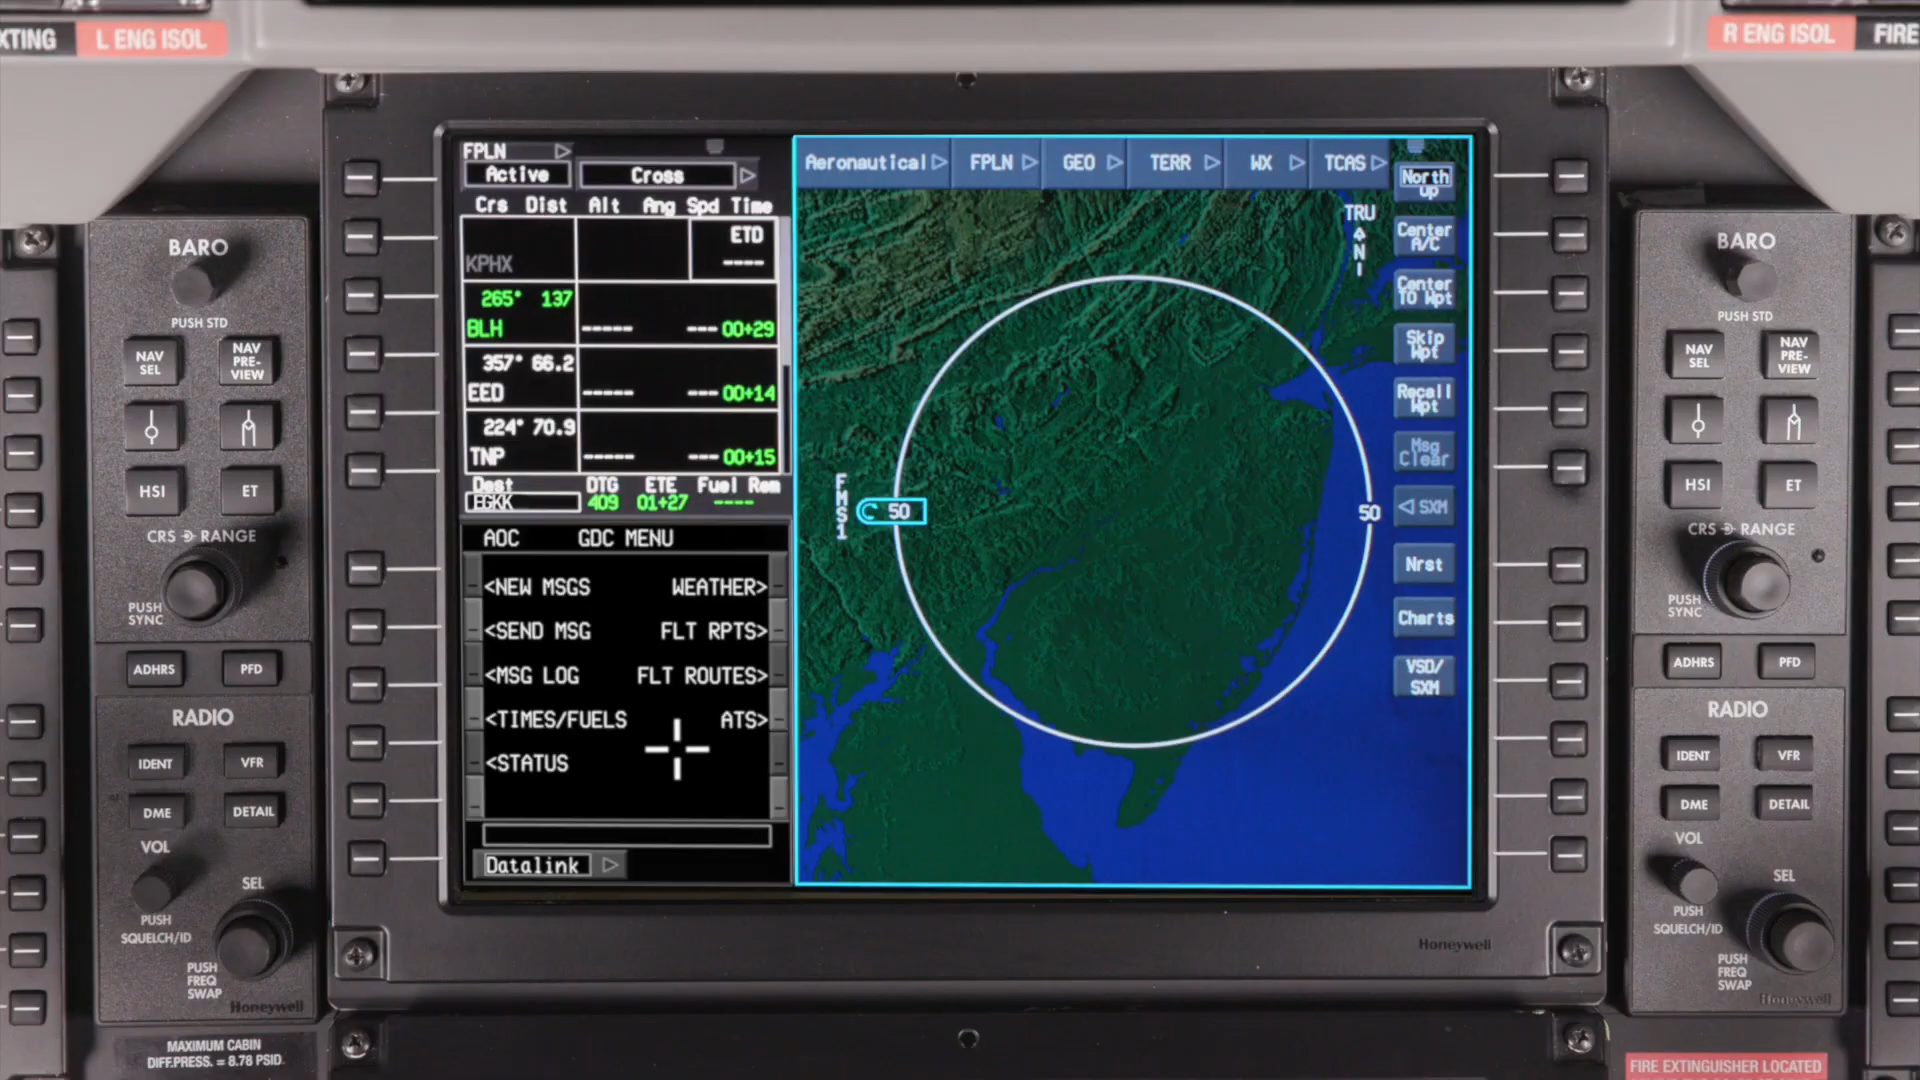 XTING
L ENG ISOL
R ENG ISOL
FIRE
BARO
PUSH STD
NAV
SEL
NAV
PRE-
VIEW
HSI
ET
CRS RANGE
PUSH
SYNC
ADHRS
PFD
RADIO
IDENT
VFR
DME
DETAIL
VOL
SEL
PUSH
SQUELCH/ID
PUSH
FREQ
SWAP
Honeywell
MAXIMUM CABIN
DIFF.PRESS. = 8.78 PSID.
FPLN
Active
Cross
Crs Dist Alt Ang Spd Time
ETD
KPHX ----
265° 137
BLH ----- --- 00+29
357° 66.2
EED ----- --- 00+14
224° 70.9
TNP ----- --- 00+15
Dest DTG ETE Fuel Rem
EGKK 409 01+27 ----
AOC GDC MENU
<NEW MSGS WEATHER>
<SEND MSG FLT RPTS>
<MSG LOG FLT ROUTES>
<TIMES/FUELS ATS>
<STATUS
Datalink
Aeronautical FPLN GEO TERR WX TCAS
TRU
N
FMS1
50
50
North
Up
Center
A/C
Center
TO Wpt
Skip
Wpt
Recall
Wpt
Msg
Clear
SXM
Nrst
Charts
VSD/
SXM
Honeywell
BARO
PUSH STD
NAV
SEL
NAV
PRE-
VIEW
HSI
ET
CRS RANGE
PUSH
SYNC
ADHRS
PFD
RADIO
IDENT
VFR
DME
DETAIL
VOL
SEL
PUSH
SQUELCH/ID
PUSH
FREQ
SWAP
Honeywell
FIRE EXTINGUISHER LOCATED